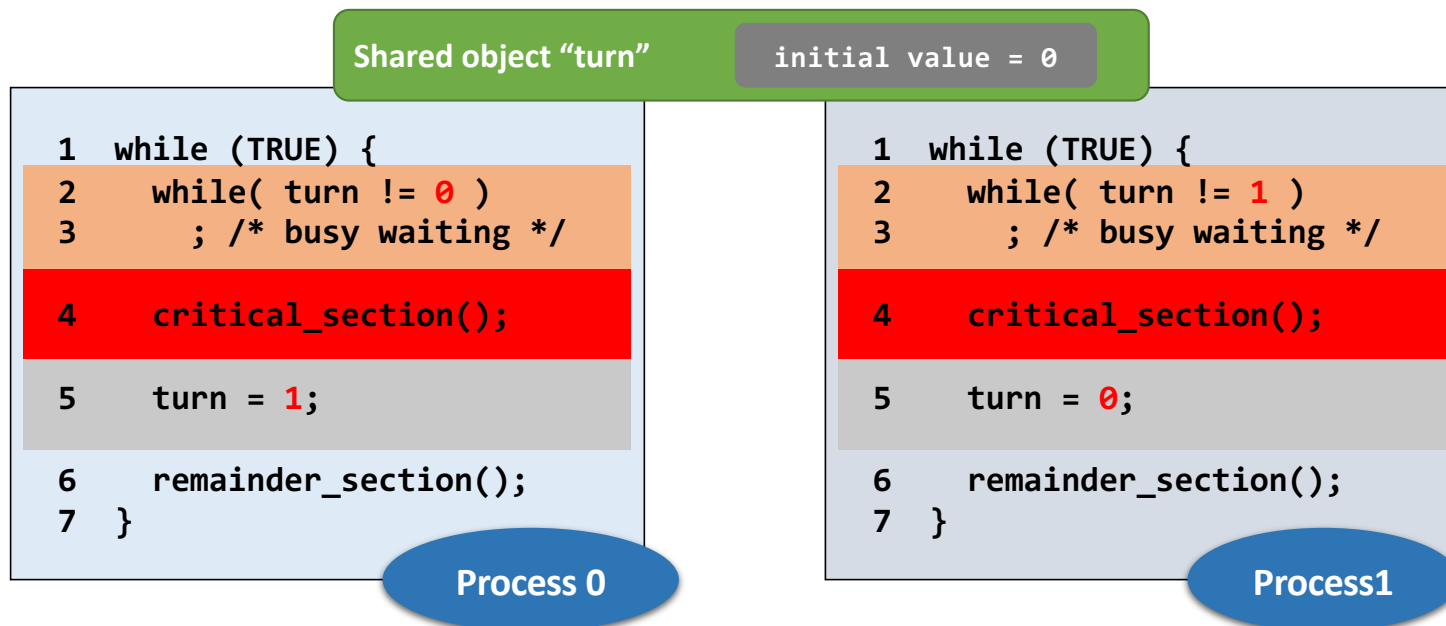 Shared object “turn” initial value = 0
1 while (TRUE) {
2 while( turn != 0 )
3 ; /* busy waiting */
4 critical_section();
5 turn = 1;
6 remainder_section();
7 }
Process 0
1 while (TRUE) {
2 while( turn != 1 )
3 ; /* busy waiting */
4 critical_section();
5 turn = 0;
6 remainder_section();
7 }
Process1